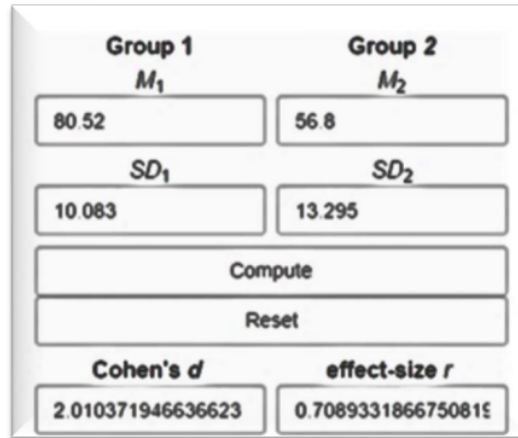 Group 1 Group 2
M₁ M₂
80.52 56.8
SD₁ SD₂
10.083 13.295
Compute
Reset
Cohen's d effect-size r
2.010371946636623 0.7089331866750819